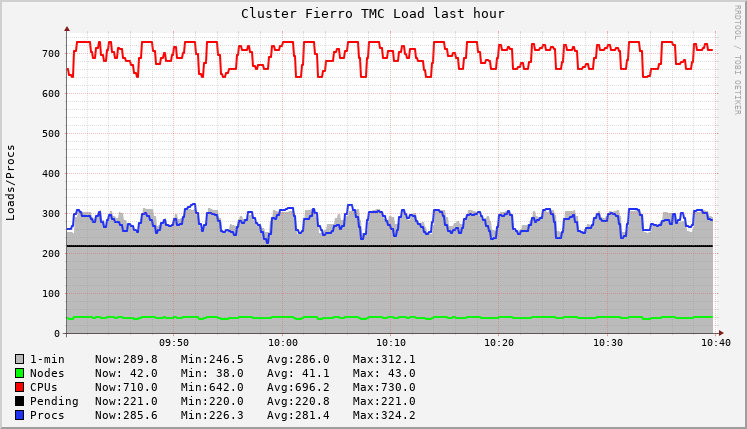 Cluster Fierro TMC Load last hour
RRDTOOL / TOBI OETIKER
Loads/Procs
700
600
500
400
300
200
100
0
09:50 10:00 10:10 10:20 10:30 10:40
1-min Now:289.8 Min:246.5 Avg:286.0 Max:312.1
Nodes Now: 42.0 Min: 38.0 Avg: 41.1 Max: 43.0
CPUs Now:710.0 Min:642.0 Avg:696.2 Max:730.0
Pending Now:221.0 Min:220.0 Avg:220.8 Max:221.0
Procs Now:285.6 Min:226.3 Avg:281.4 Max:324.2